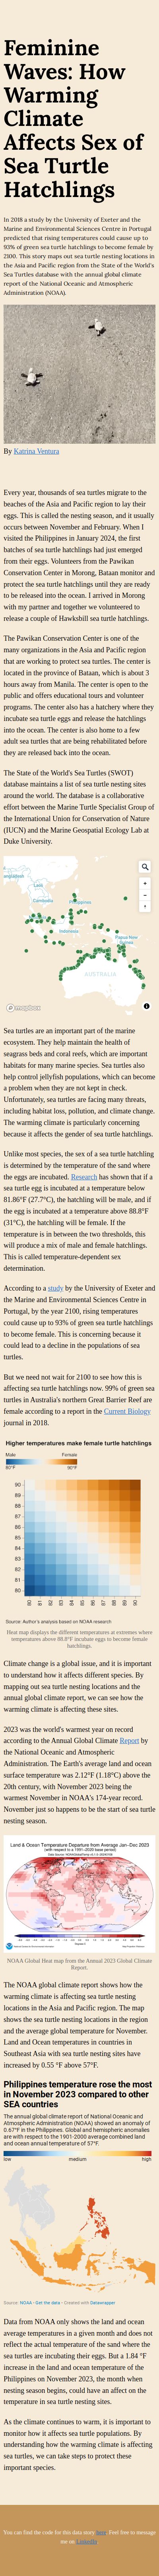 Feminine
Waves: How
Warming
Climate
Affects Sex of
Sea Turtle
Hatchlings
In 2018 a study by the University of Exeter and the
Marine and Environmental Sciences Centre in Portugal
predicted that rising temperatures could cause up to
93% of green sea turtle hatchlings to become female by
2100. This story maps out sea turtle nesting locations in
the Asia and Pacific region from the State of the World's
Sea Turtles database with the annual global climate
report of the National Oceanic and Atmospheric
Administration (NOAA).
By Katrina Ventura
Every year, thousands of sea turtles migrate to the
beaches of the Asia and Pacific region to lay their
eggs. This is called the nesting season, and annually
occurs between November and February. When I
visited the Philippines in January 2024, the first
batches of sea turtle hatchlings had just emerged
from their eggs. Volunteers from the Pawikan
Conservation Center in Morong, Bataan monitor and
protect the sea turtle hatchlings until they are ready
to be released into the ocean. I arrived in Morong
with my partner and together we volunteered to
release a couple of Hawksbill sea turtle hatchlings.
The Pawikan Conservation Center is one of the
many organizations in the Asia and Pacific region
that are working to protect sea turtles. The center is
located in the province of Bataan, which is about 3
hours away from Manila. The center is open to the
public and offers educational tours and volunteer
programs. The center also has a hatchery where they
incubate sea turtle eggs and release the hatchlings
into the ocean. The center is also home to a few
adult sea turtles that are being rehabilitated before
they are released back into the ocean.
The State of the World's Sea Turtles (SWOT)
database maintains a list of sea turtle nesting sites
around the world. The database is a collaborative
effort between the Marine Turtle Specialist Group of
the International Union for Conservation of Nature
(IUCN) and the Marine Geospatial Ecology Lab at
Duke University.
Laos
Cambodia
Philippines
Indonesia
Papua New
Guinea
AUSTRALIA
mapbox
Sea turtles are an important part of the marine
ecosystem. They help maintain the health of
seagrass beds and coral reefs, which are important
habitats for many marine species. Sea turtles also
help control jellyfish populations, which can become
a problem when they are not kept in check.
Unfortunately, sea turtles are also facing many threats,
including habitat loss, pollution, and climate change.
The warming climate is particularly concerning
because it affects the gender of sea turtle hatchlings.
Unlike most species, the sex of a sea turtle hatchling
is determined by the temperature of the sand where
the eggs are incubated. Research has shown that if a
sea turtle egg is incubated at a temperature below
81.86°F (27.7°C), the hatchling will be male, and if
the egg is incubated at a temperature above 88.8°F
(31°C), the hatchling will be female. If the
temperature is in between the two thresholds, this
will produce a mix of male and female hatchlings.
This is called temperature-dependent sex
determination.
According to a study by the University of Exeter and
the Marine and Environmental Sciences Centre in
Portugal, by the year 2100, rising temperatures
could cause up to 93% of green sea turtle hatchlings
to become female. This is concerning because it
could lead to a decline in the populations of sea
turtles.
But we need not wait for 2100 to see how this is
affecting sea turtle hatchlings now. 99% of green sea
turtles in Australia's northern Great Barrier Reef are
female, according to a report in the Current Biology
journal in 2018.
Higher temperatures make female turtle hatchlings
Male Female
80°F 90°F
90
89
88
87
86
85
84
83
82
81
80
80 81 82 83 84 85 86 87 88 89 90
Source: Author's analysis based on NOAA research
Heat map displays the different temperatures at extremes where
temperatures above 88.8°F incubate eggs to become female
hatchlings.
Climate change is a global issue, and it is important
to understand how it affects different species. By
mapping out sea turtle nesting locations and the
annual global climate report, we can see how the
warming climate is affecting these sites.
2023 was the world's warmest year on record
according to the Annual Global Climate Report by
the National Oceanic and Atmospheric
Administration. The Earth's average land and ocean
surface temperature was 2.12°F (1.18°C) above the
20th century, with November 2023 being the
warmest November in NOAA's 174-year record.
November just so happens to be the start of sea turtle
nesting season.
Land & Ocean Temperature Departure from Average Jan–Dec 2023
(with respect to a 1991–2020 base period)
NOAA Global Heat map from the Annual 2023 Global Climate
Report.
The NOAA global climate report shows how the
warming climate is affecting sea turtle nesting
locations in the Asia and Pacific region. The map
shows the sea turtle nesting locations in the region
and the average global temperature for November.
Land and Ocean temperatures in countries in
Southeast Asia with sea turtle nesting sites have
increased by 0.55 °F above 57°F.
Philippines temperature rose the most
in November 2023 compared to other
SEA countries
The annual global climate report of National Oceanic and
Atmospheric Administration (NOAA) showed an anomaly of
0.67°F in the Philippines. Global and hemispheric anomalies
are with respect to the 1991-2000 average combined land
and ocean annual temperature of 57°F.
low medium high
Source: NOAA • Get the data • Created with Datawrapper
Data from NOAA only shows the land and ocean
average temperatures in a given month and does not
reflect the actual temperature of the sand where the
sea turtles are incubating their eggs. But a 1.84 °F
increase in the land and ocean temperature of the
Philippines on November 2023, the month when
nesting season begins, could have an affect on the
temperature in sea turtle nesting sites.
As the climate continues to warm, it is important to
monitor how it affects sea turtle populations. By
understanding how the warming climate is affecting
sea turtles, we can take steps to protect these
important species.
You can find the code for this data story here. Feel free to message
me on LinkedIn.